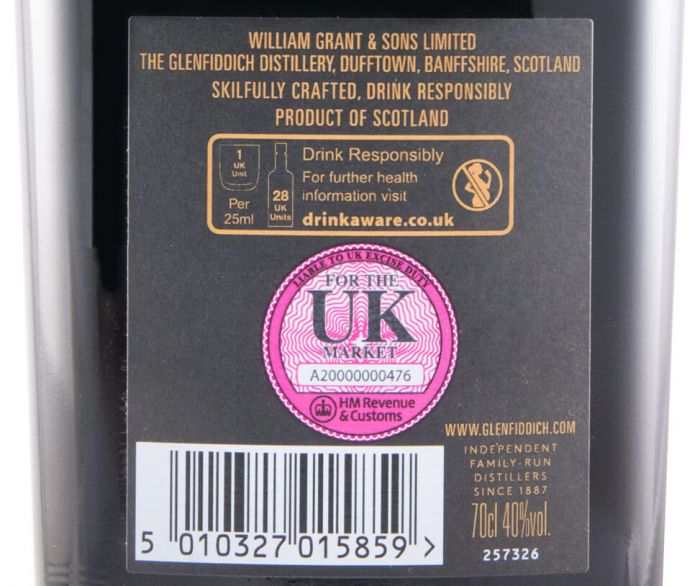 WILLIAM GRANT & SONS LIMITED
THE GLENFIDDICH DISTILLERY, DUFFTOWN, BANFFSHIRE, SCOTLAND
SKILFULLY CRAFTED, DRINK RESPONSIBLY
PRODUCT OF SCOTLAND
1
UK
Unit
Per
25ml
28
UK
Units
Drink Responsibly
For further health
information visit
drinkaware.co.uk
LIABLE TO UK EXCISE DUTY
FOR THE
UK
MARKET
A20000000476
HM Revenue
& Customs
WWW.GLENFIDDICH.COM
INDEPENDENT
FAMILY-RUN
DISTILLERS
SINCE 1887
70cl 40%vol.
257326
5 010327 015859 >